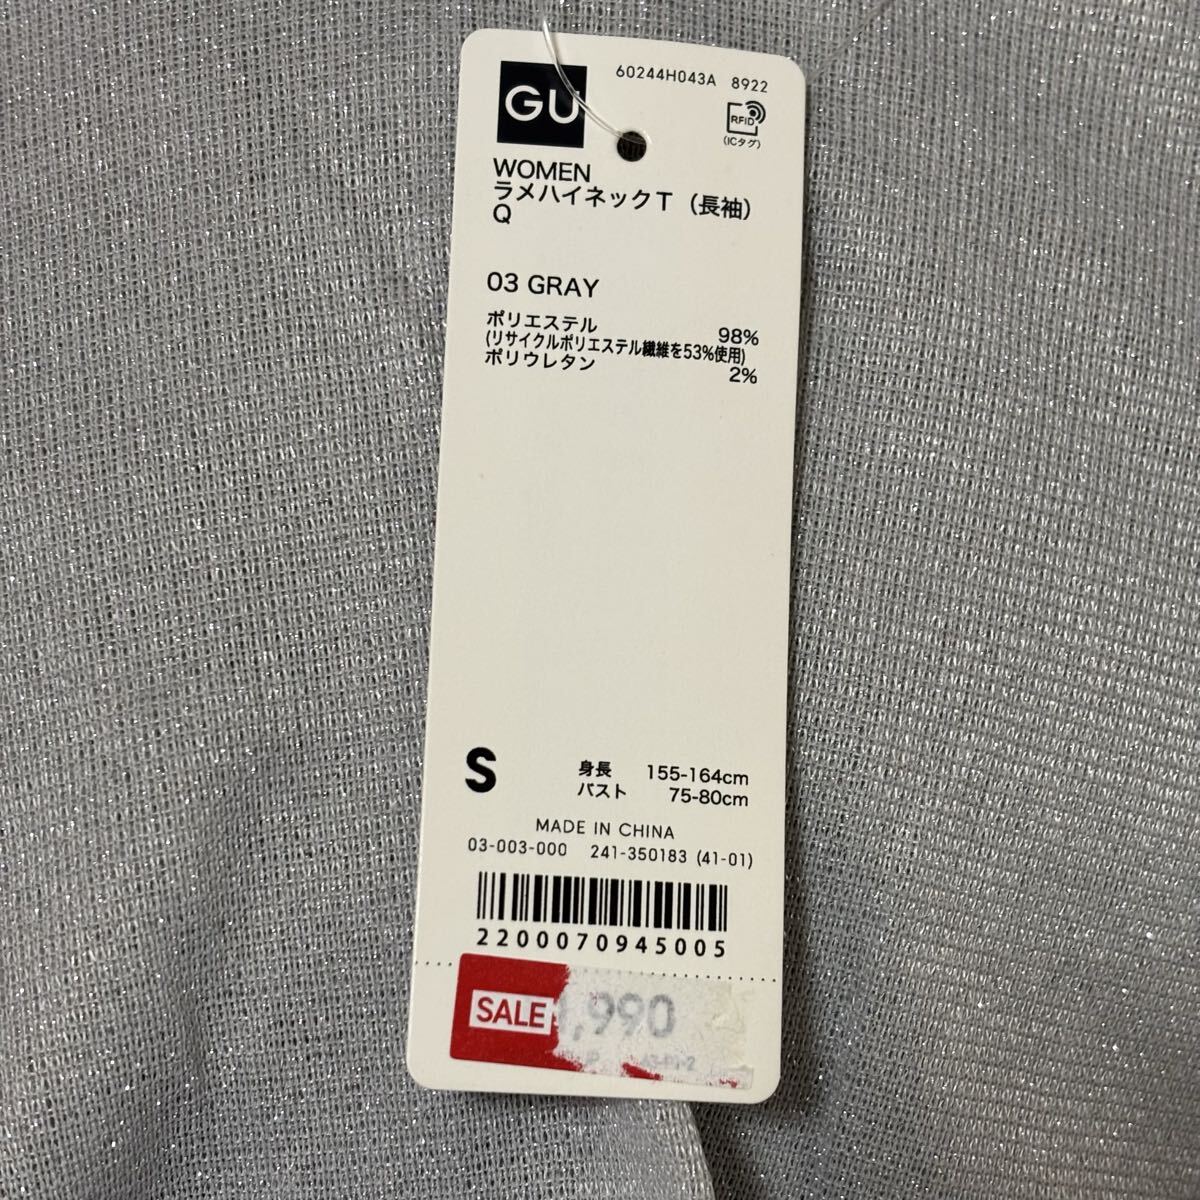 GU
60244H043A 8922
RFID
(ICタグ)
WOMEN
ラメハイネックT（長袖）
Q
03 GRAY
ポリエステル 98%
(リサイクルポリエステル繊維を53%使用)
ポリウレタン 2%
S
身長 155-164cm
バスト 75-80cm
MADE IN CHINA
03-003-000 241-350183 (41-01)
2200070945005
SALE ,990